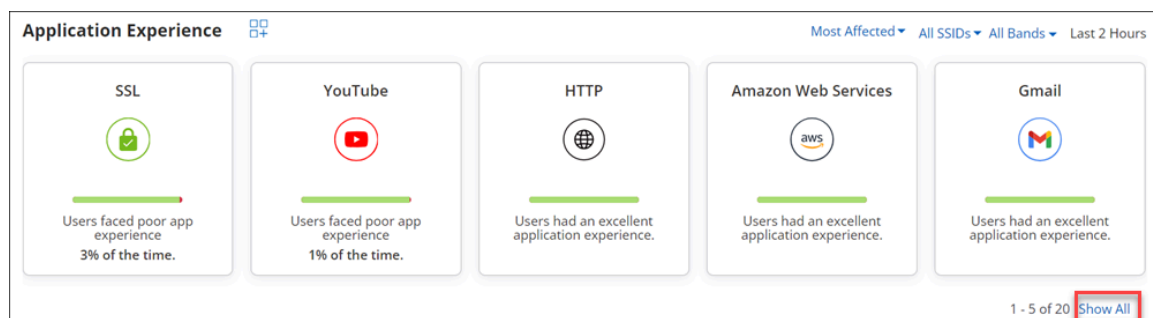 Application Experience
Most Affected All SSIDs All Bands Last 2 Hours
SSL
Users faced poor app
experience
3% of the time.
YouTube
Users faced poor app
experience
1% of the time.
HTTP
Users had an excellent
application experience.
Amazon Web Services
aws
Users had an excellent
application experience.
Gmail
Users had an excellent
application experience.
1 - 5 of 20 Show All